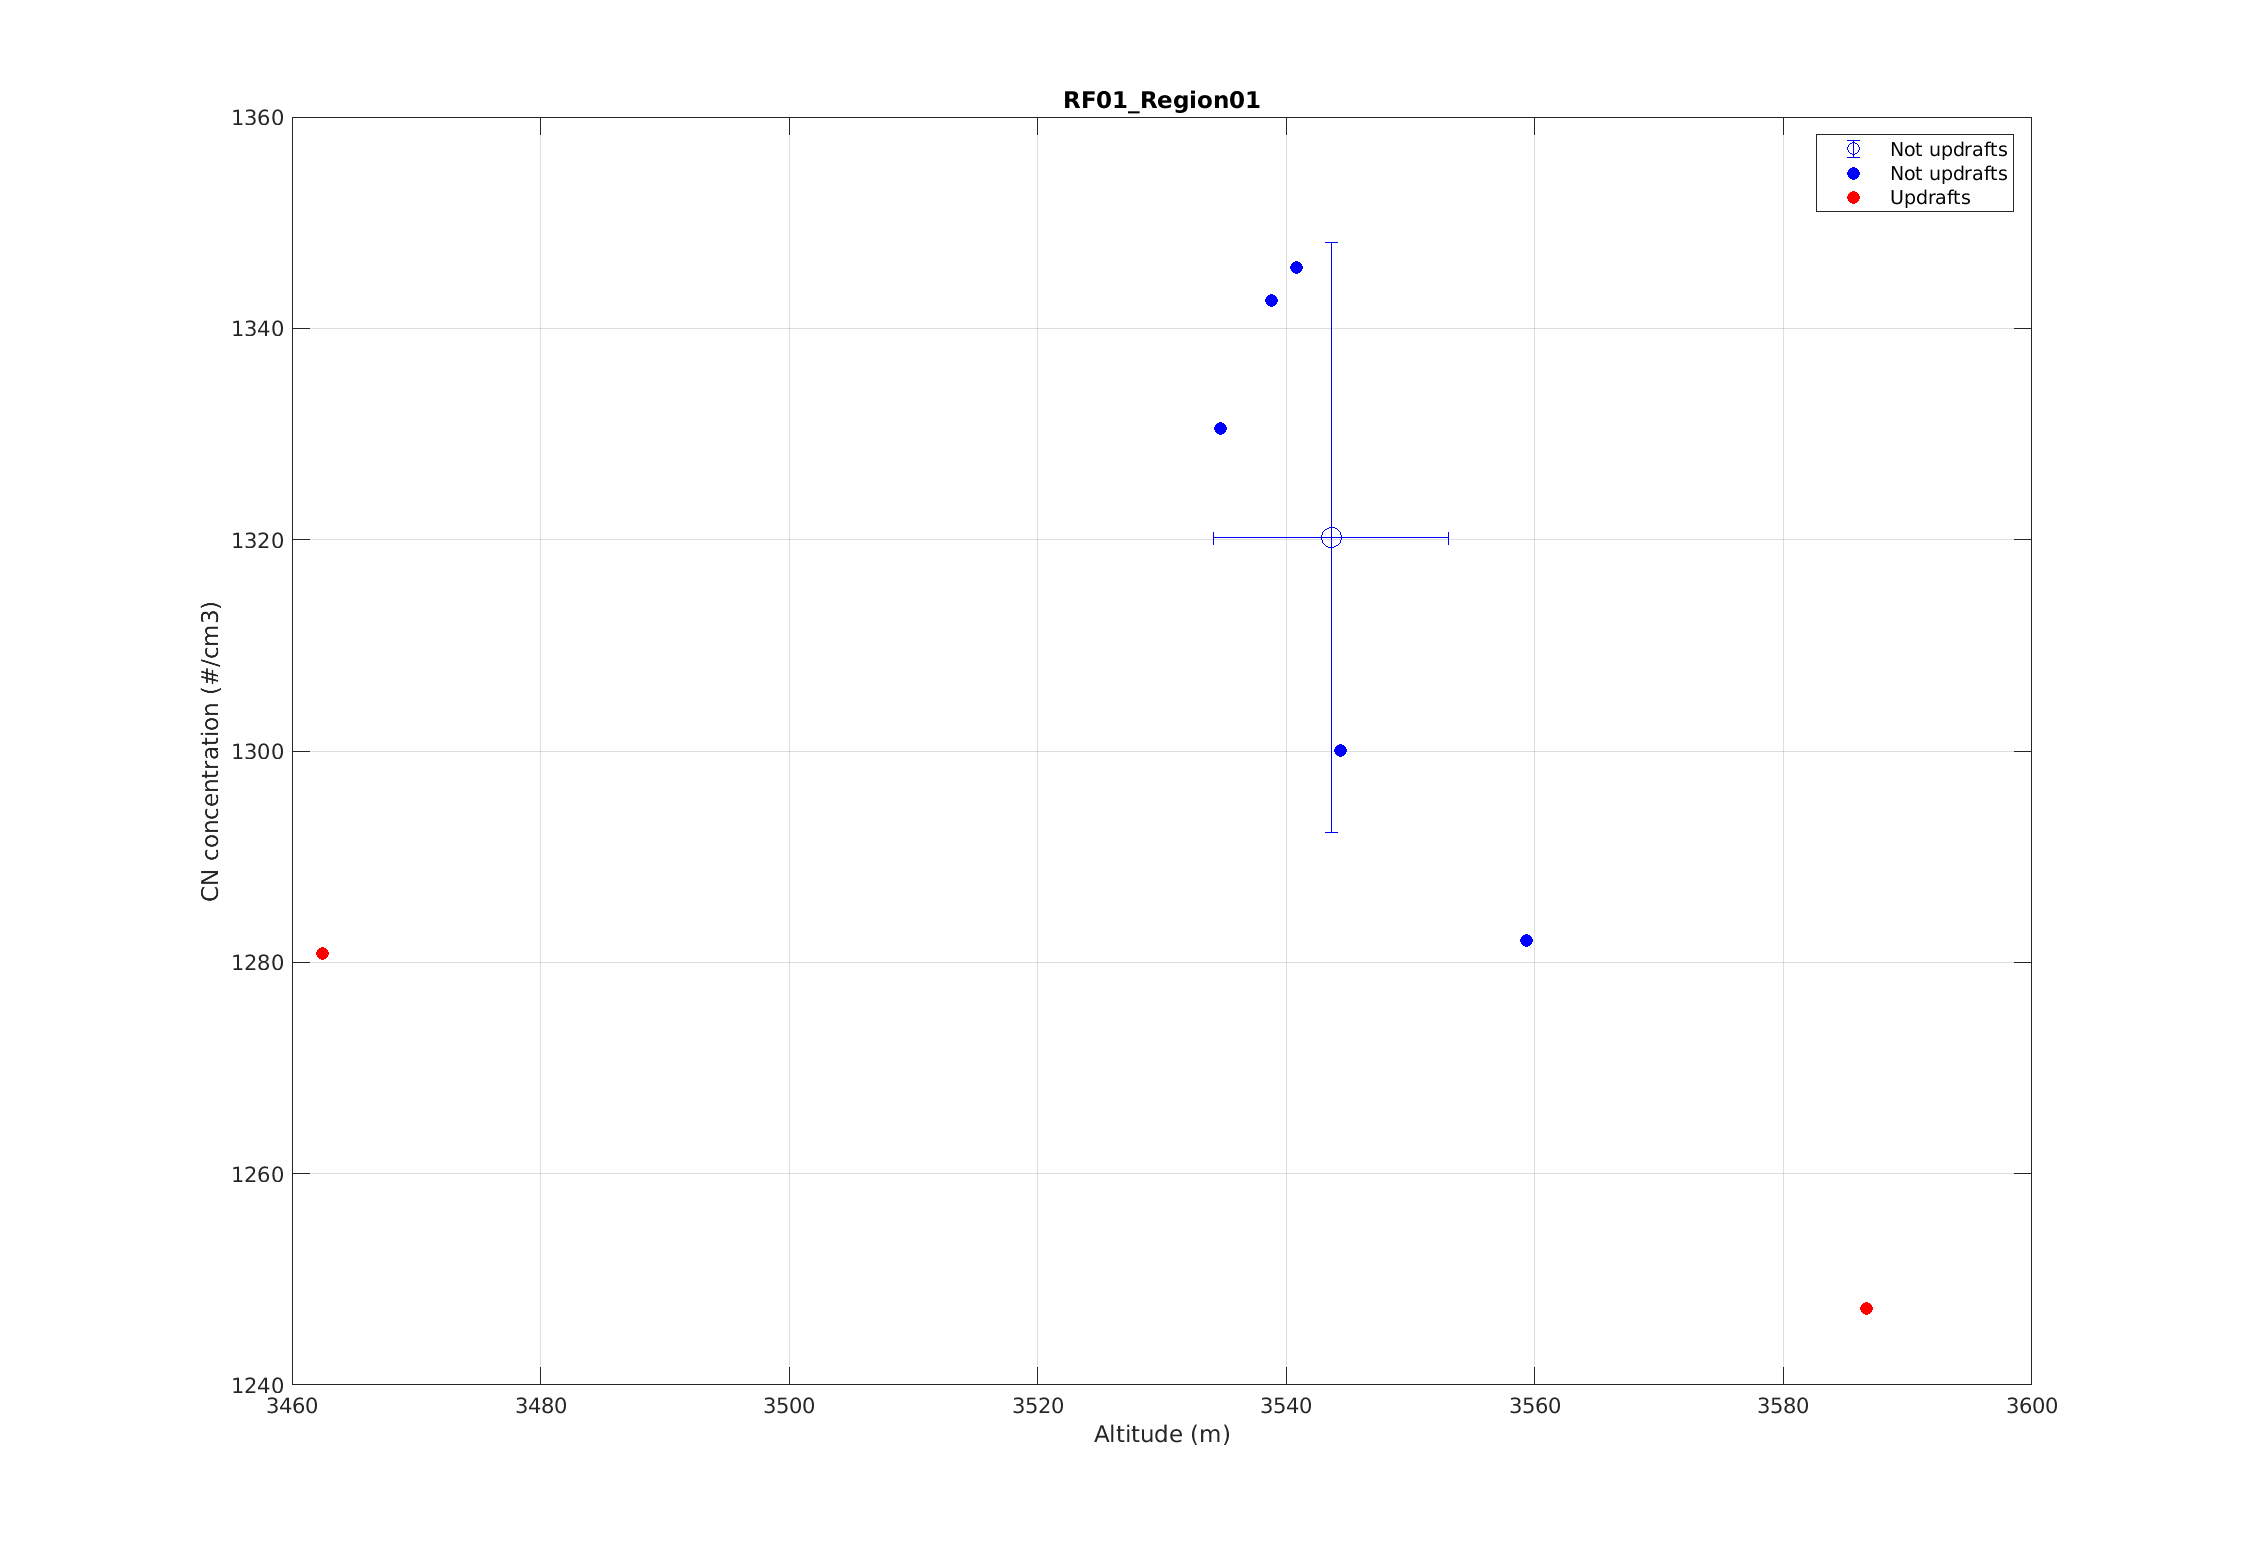 RF01_Region01
1360
1340
1320
1300
1280
1260
1240
CN concentration (#/cm3)
Not updrafts
Not updrafts
Updrafts
3460 3480 3500 3520 3540 3560 3580 3600
Altitude (m)